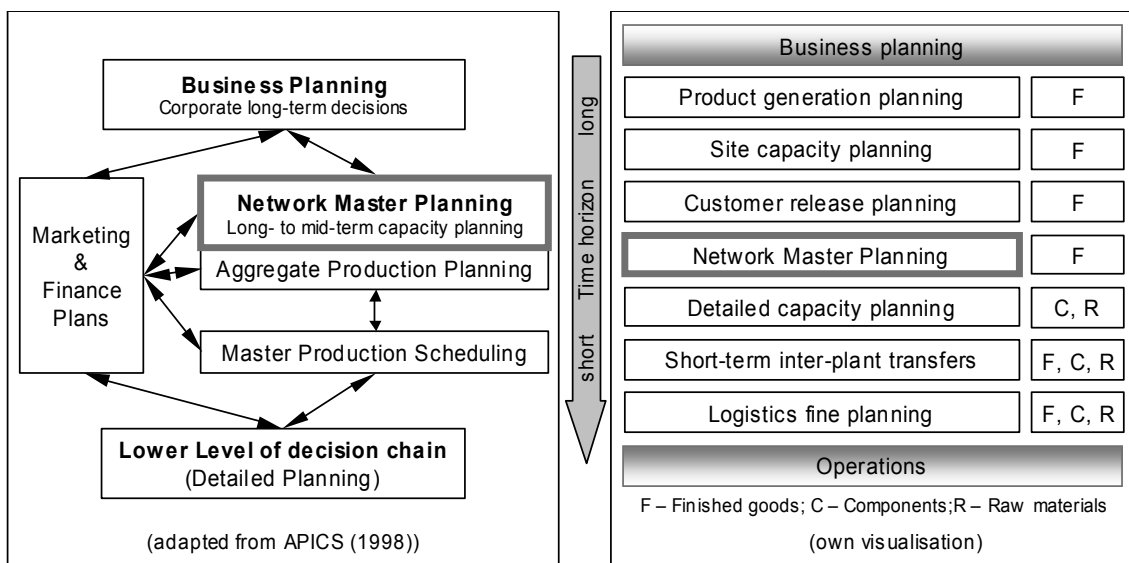 Business Planning
Corporate long-term decisions
Network Master Planning
Long- to mid-term capacity planning
Marketing
&
Finance
Plans
Aggregate Production Planning
Master Production Scheduling
Lower Level of decision chain
(Detailed Planning)
(adapted from APICS (1998))
short Time horizon long
Business planning
Product generation planning F
Site capacity planning F
Customer release planning F
Network Master Planning F
Detailed capacity planning C, R
Short-term inter-plant transfers F, C, R
Logistics fine planning F, C, R
Operations
F – Finished goods; C – Components;R – Raw materials
(own visualisation)